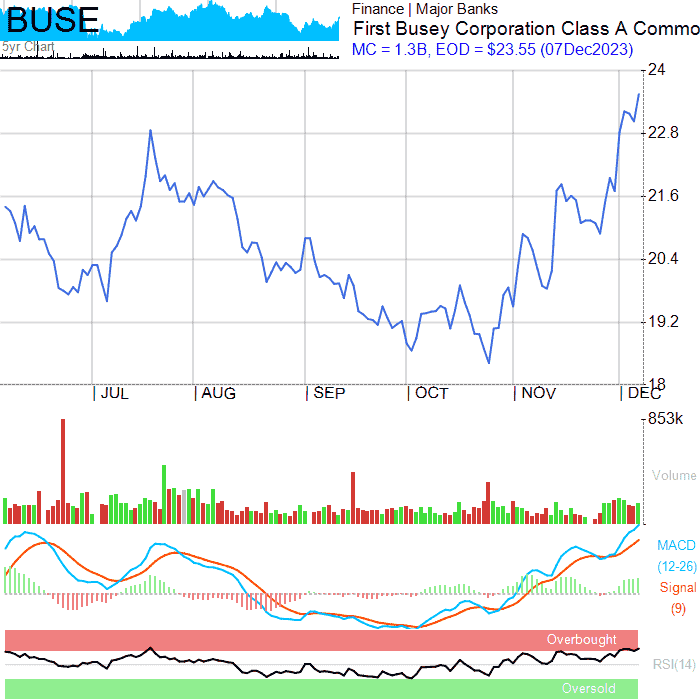 BUSE
5yr Chart
Finance | Major Banks
First Busey Corporation Class A Commo
MC = 1.3B, EOD = $23.55 (07Dec2023)
24
22.8
21.6
20.4
19.2
18
JUL AUG SEP OCT NOV DEC
853k
Volume
MACD
(12-26)
Signal
(9)
Overbought
RSI(14)
Oversold